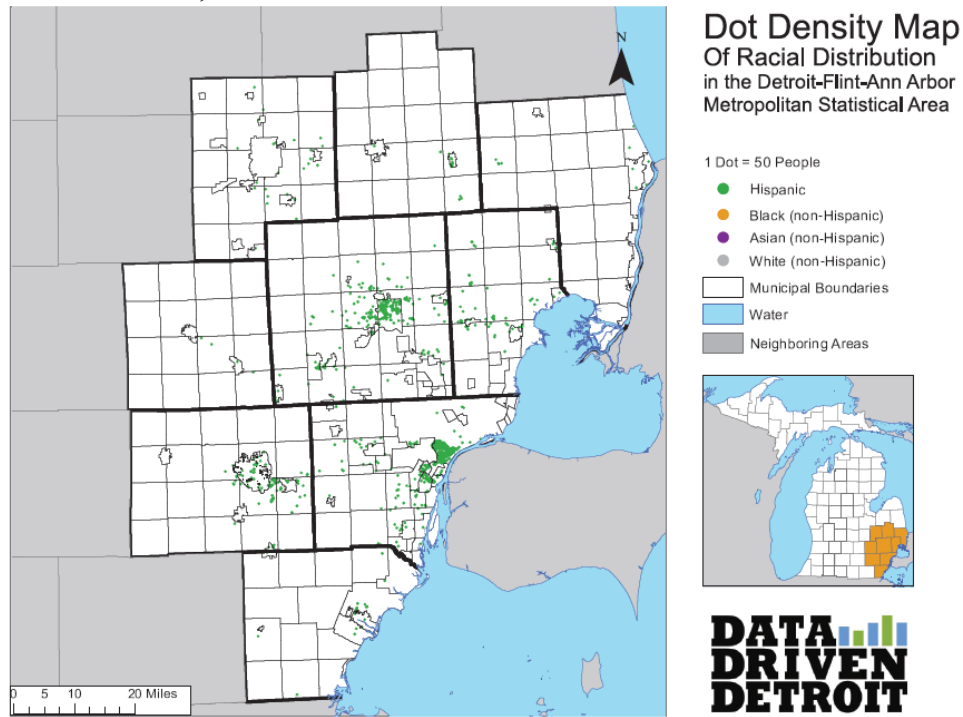 Dot Density Map
Of Racial Distribution
in the Detroit-Flint-Ann Arbor
Metropolitan Statistical Area
N
1 Dot = 50 People
Hispanic
Black (non-Hispanic)
Asian (non-Hispanic)
White (non-Hispanic)
Municipal Boundaries
Water
Neighboring Areas
0 5 10 20 Miles
DATA
DRIVEN
DETROIT